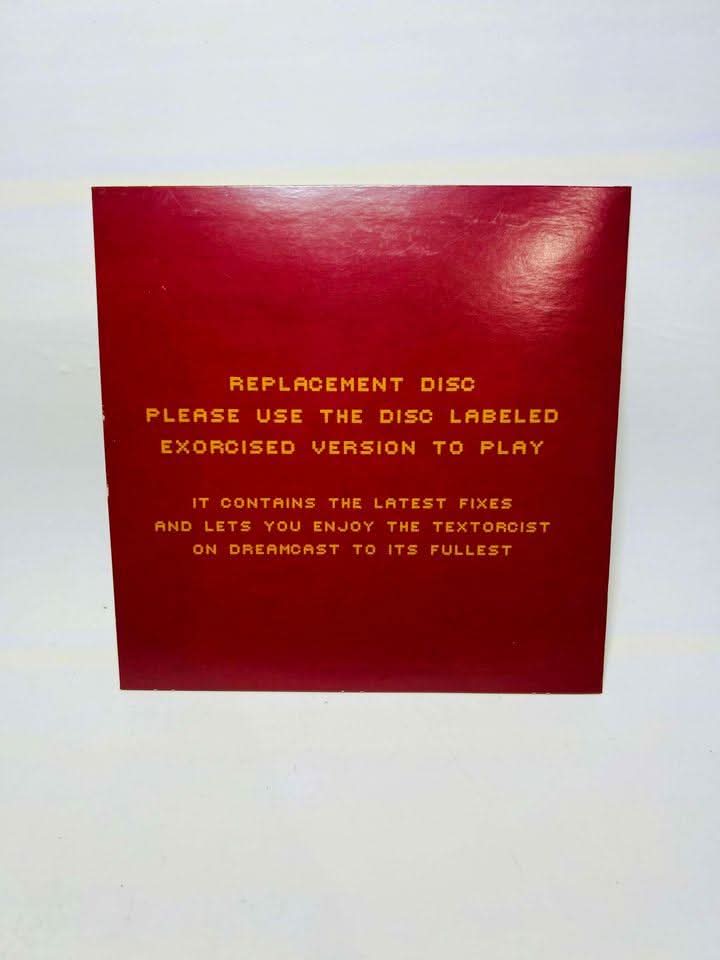 REPLACEMENT DISC
PLEASE USE THE DISC LABELED
EXORCISED VERSION TO PLAY
IT CONTAINS THE LATEST FIXES
AND LETS YOU ENJOY THE TEXTORCIST
ON DREAMCAST TO ITS FULLEST